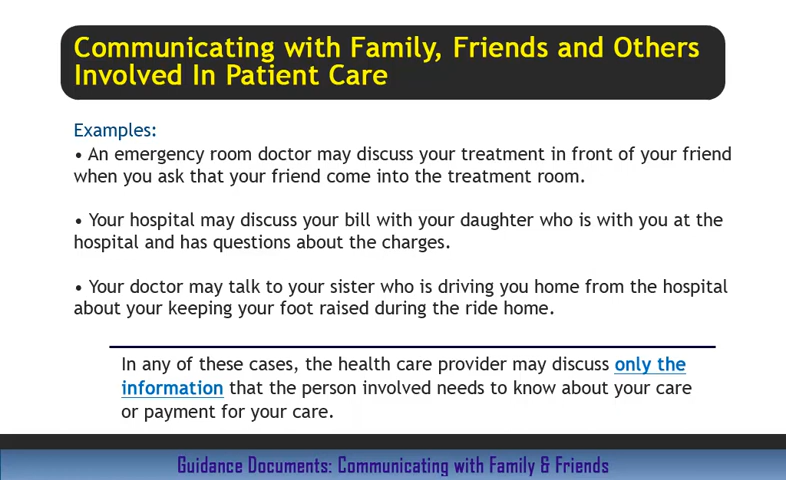 Communicating with Family, Friends and Others
Involved In Patient Care
Examples:
• An emergency room doctor may discuss your treatment in front of your friend
when you ask that your friend come into the treatment room.
• Your hospital may discuss your bill with your daughter who is with you at the
hospital and has questions about the charges.
• Your doctor may talk to your sister who is driving you home from the hospital
about your keeping your foot raised during the ride home.
In any of these cases, the health care provider may discuss only the
information that the person involved needs to know about your care
or payment for your care.
Guidance Documents: Communicating with Family & Friends